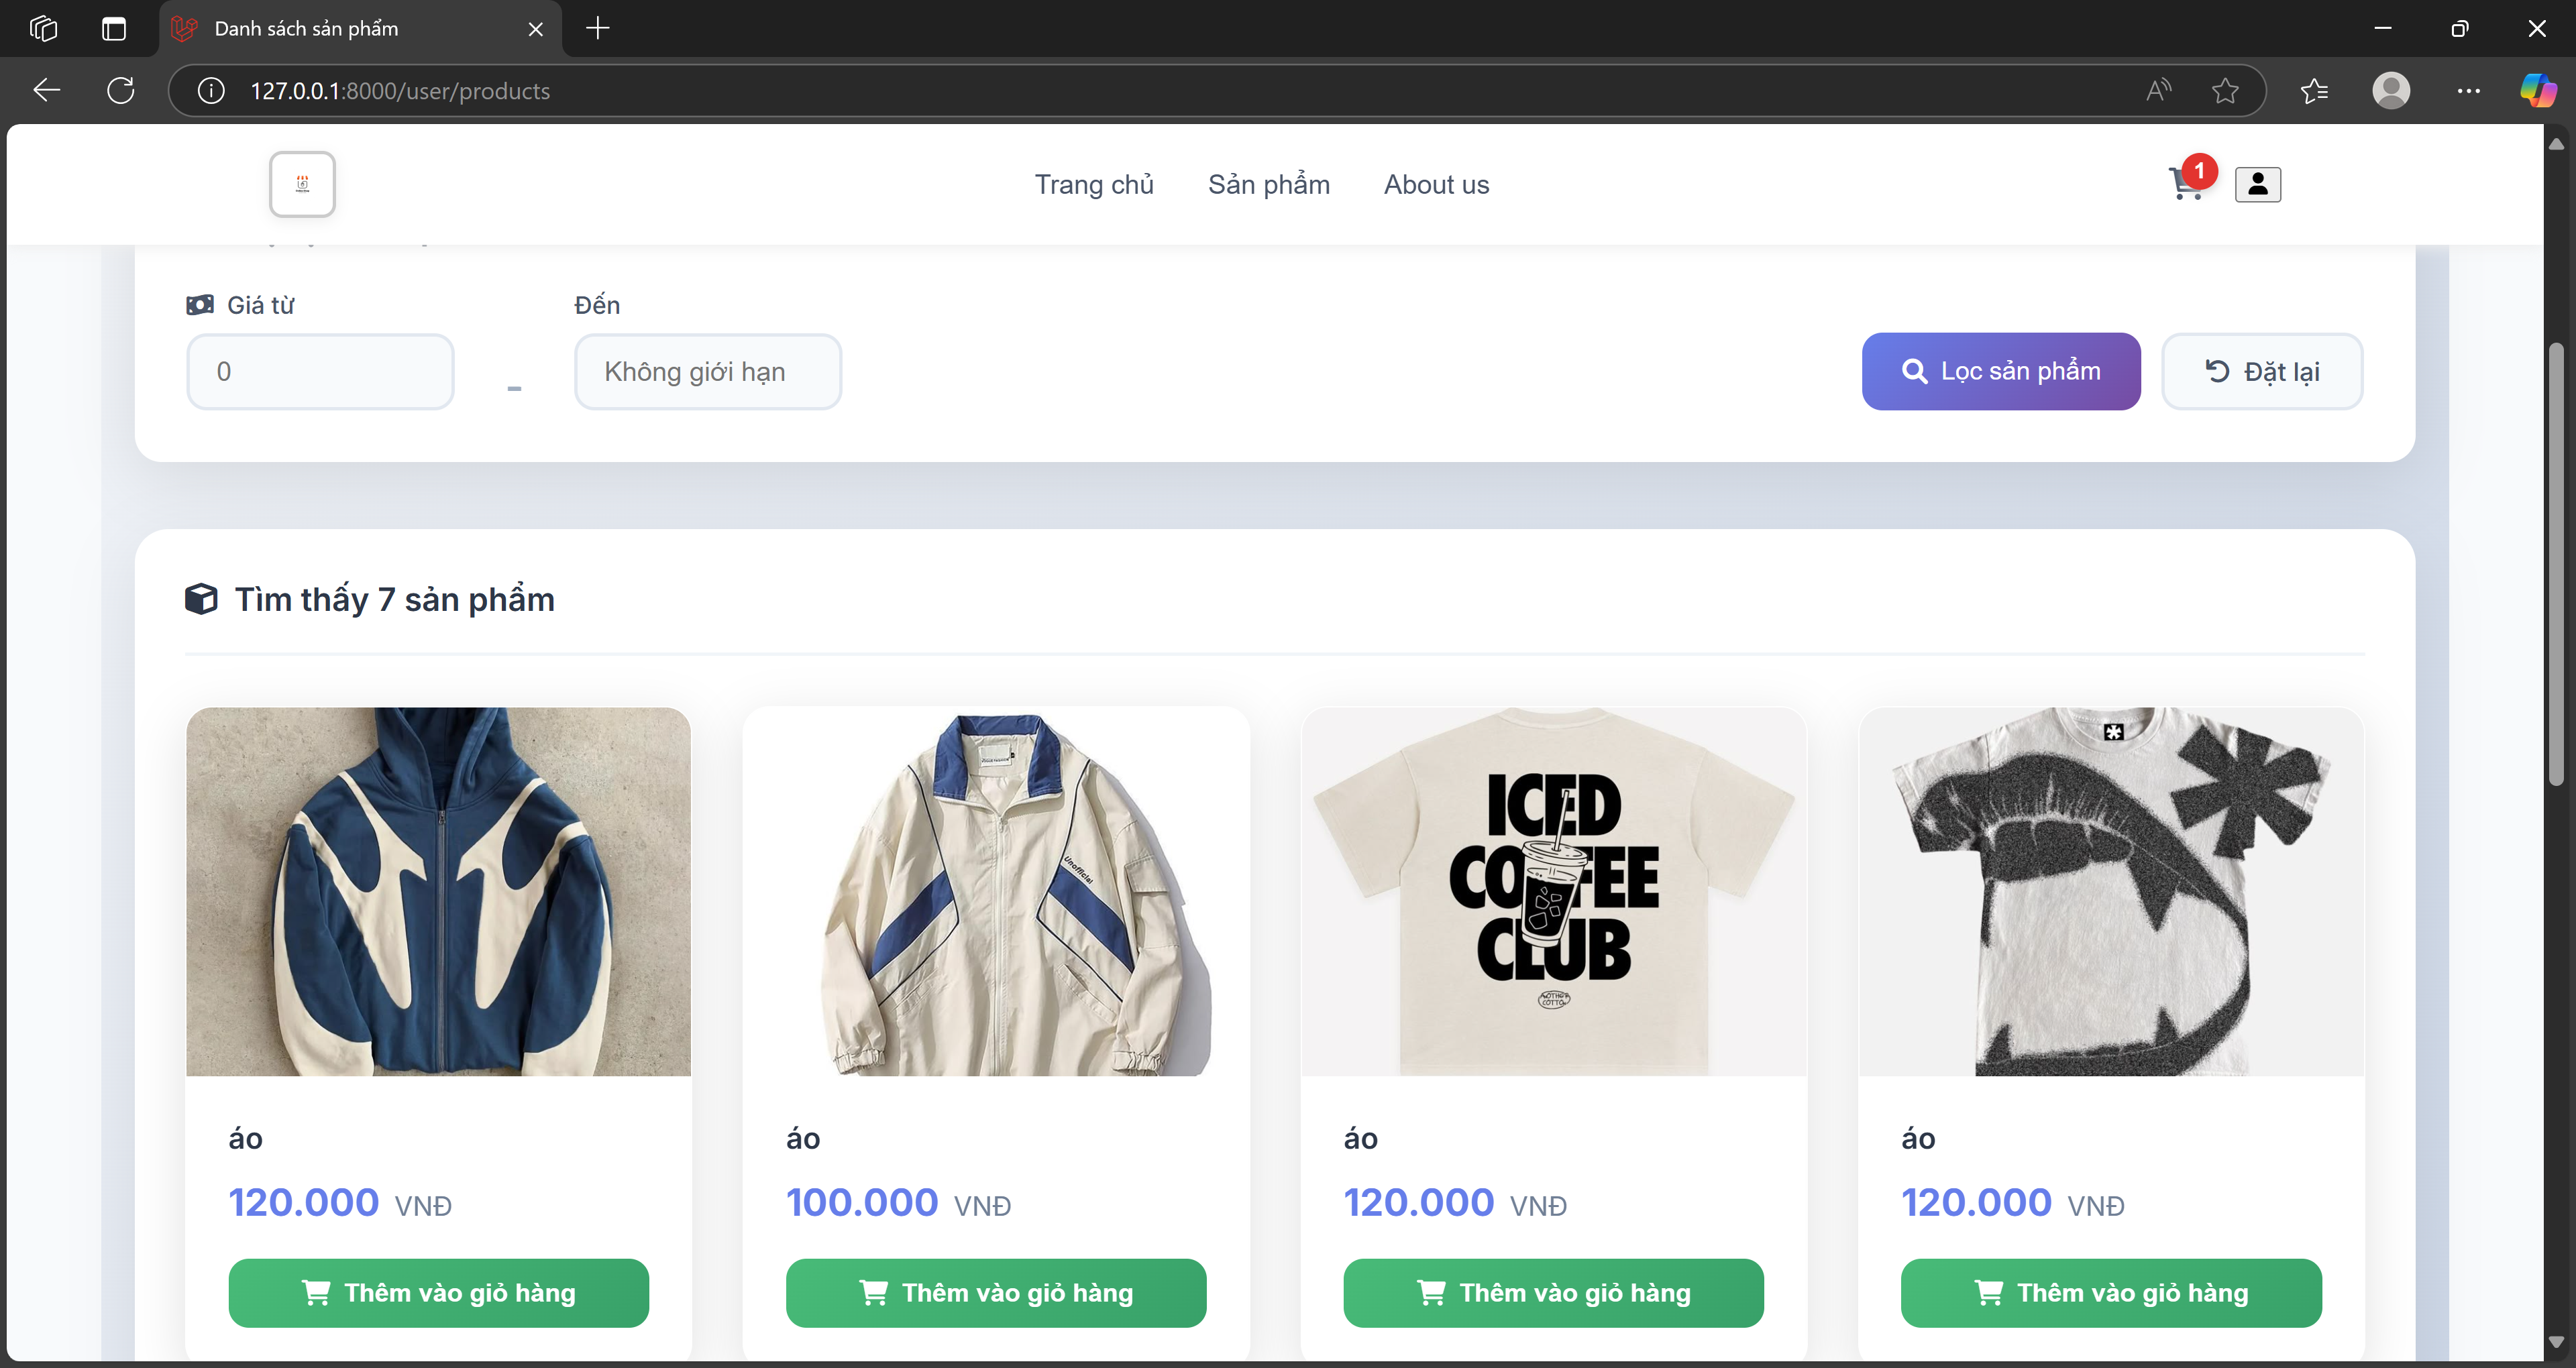 Danh sách sản phẩm
127.0.0.1:8000/user/products
Trang chủ
Sản phẩm
About us
1
Giá từ
Đến
0
-
Không giới hạn
Lọc sản phẩm
Đặt lại
Tìm thấy 7 sản phẩm
Unofficial
ICED
COFFEE
CLUB
áo
120.000 VNĐ
Thêm vào giỏ hàng
áo
100.000 VNĐ
Thêm vào giỏ hàng
áo
120.000 VNĐ
Thêm vào giỏ hàng
áo
120.000 VNĐ
Thêm vào giỏ hàng